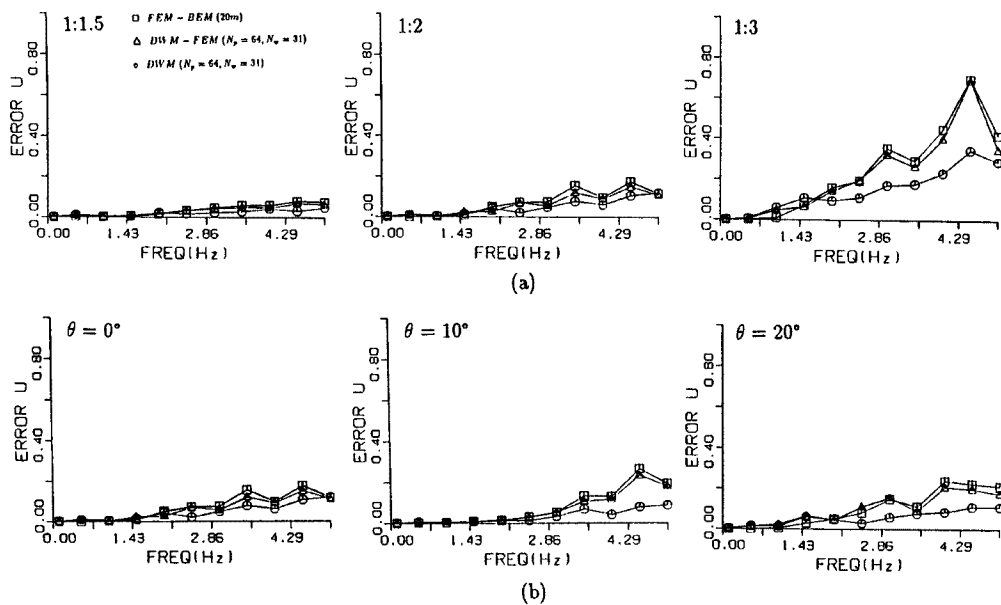 1:1.5
FEM - BEM (20m)
DWM - FEM (Np = 64, Nw = 31)
DWM (Np = 64, Nw = 31)
ERROR U
0.00 0.40 0.80
0.00 1.43 2.86 4.29
FREQ(Hz)
1:2
ERROR U
0.00 0.40 0.80
0.00 1.43 2.86 4.29
FREQ(Hz)
1:3
ERROR U
0.00 0.40 0.80
0.00 1.43 2.86 4.29
FREQ(Hz)
(a)
θ = 0°
ERROR U
0.00 0.40 0.80
0.00 1.43 2.86 4.29
FREQ(Hz)
θ = 10°
ERROR U
0.00 0.40 0.80
0.00 1.43 2.86 4.29
FREQ(Hz)
θ = 20°
ERROR U
0.00 0.40 0.80
0.00 1.43 2.86 4.29
FREQ(Hz)
(b)